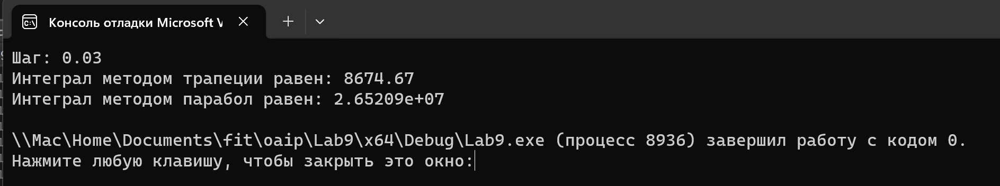 Консоль отладки Microsoft V
Шаг: 0.03
Интеграл методом трапеции равен: 8674.67
Интеграл методом парабол равен: 2.65209e+07
\\Mac\Home\Documents\fit\oaip\Lab9\x64\Debug\Lab9.exe (процесс 8936) завершил работу с кодом 0.
Нажмите любую клавишу, чтобы закрыть это окно: